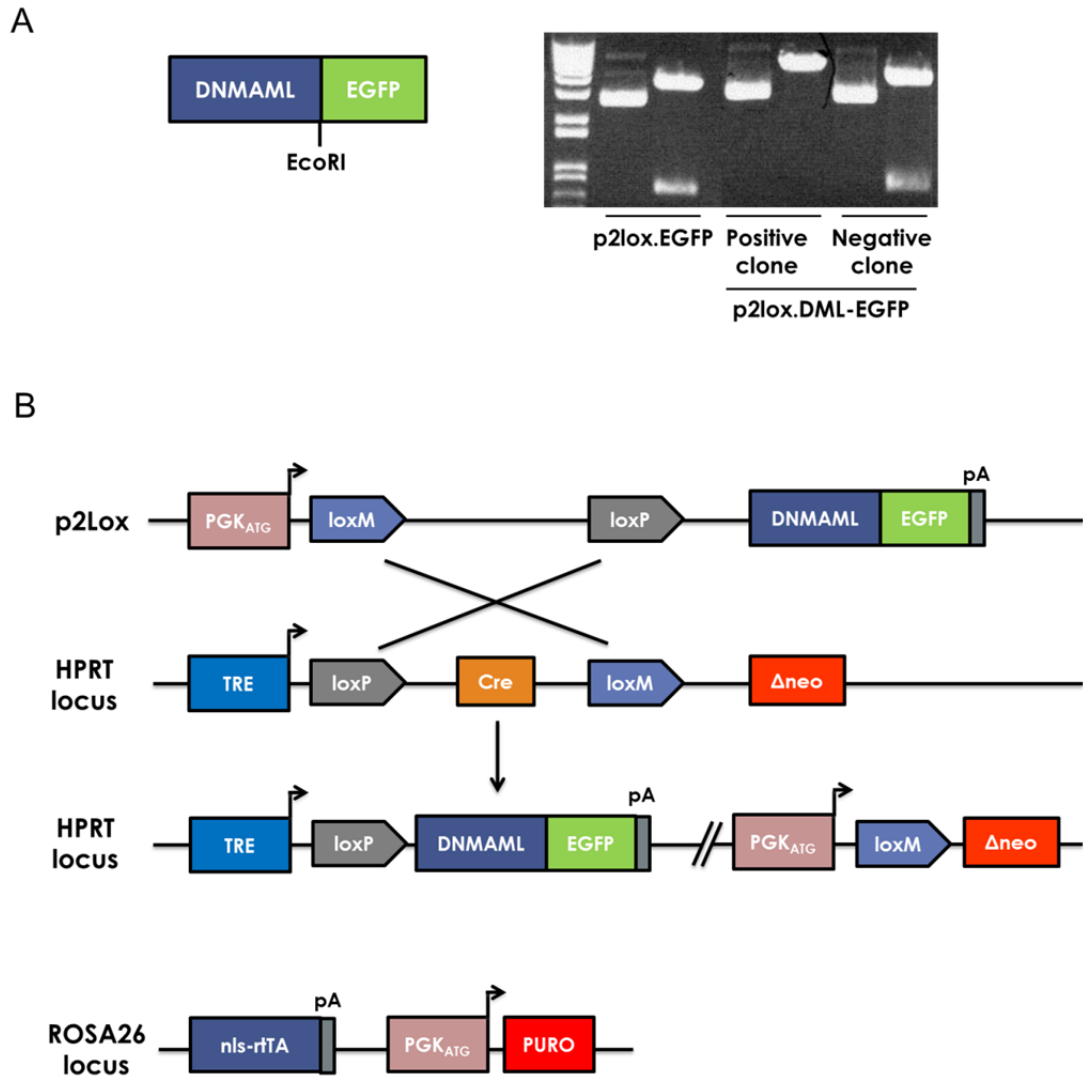 A
DNMAML EGFP
EcoRI
p2lox.EGFP Positive clone Negative clone
p2lox.DML-EGFP
B
p2Lox PGKATG loxM loxP DNMAML EGFP pA
HPRT locus TRE loxP Cre loxM Δneo
HPRT locus TRE loxP DNMAML EGFP pA PGKATG loxM Δneo
ROSA26 locus nls-rtTA pA PGKATG PURO